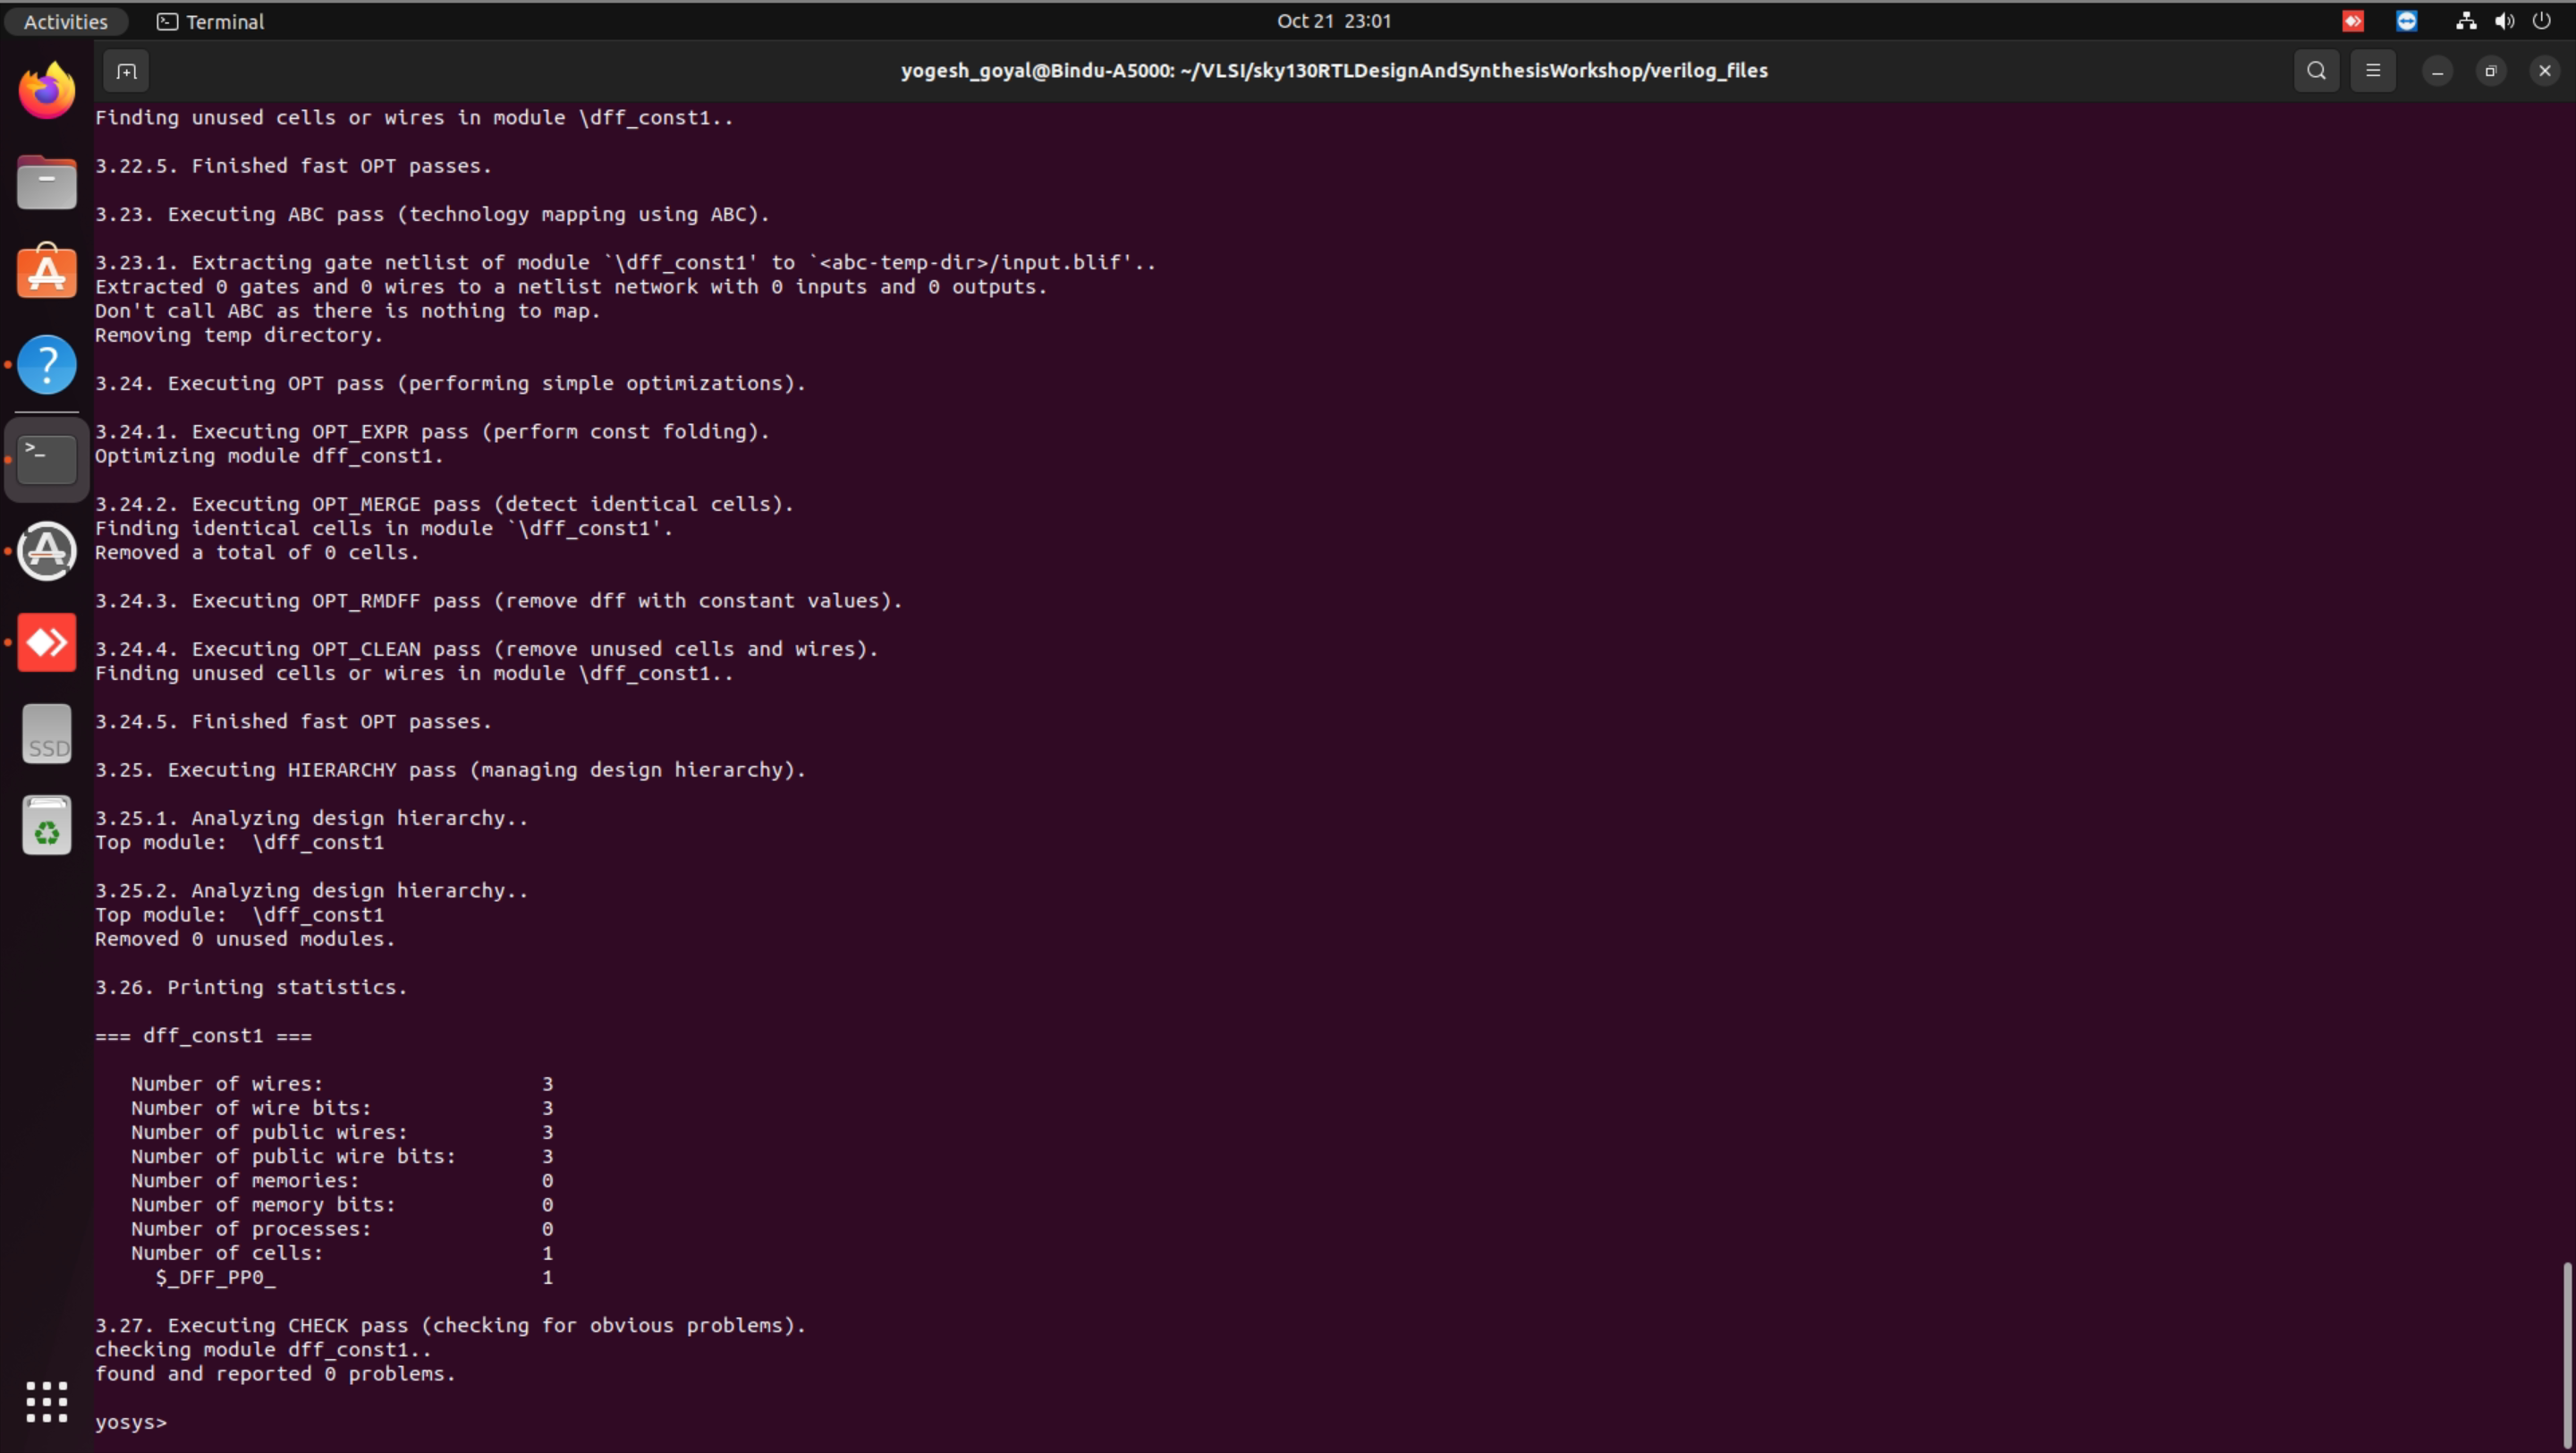 Activities
Terminal
Oct 21 23:01
yogesh_goyal@Bindu-A5000: ~/VLSI/sky130RTLDesignAndSynthesisWorkshop/verilog_files
Finding unused cells or wires in module \dff_const1..
3.22.5. Finished fast OPT passes.
3.23. Executing ABC pass (technology mapping using ABC).
3.23.1. Extracting gate netlist of module `\dff_const1' to `<abc-temp-dir>/input.blif'..
Extracted 0 gates and 0 wires to a netlist network with 0 inputs and 0 outputs.
Don't call ABC as there is nothing to map.
Removing temp directory.
3.24. Executing OPT pass (performing simple optimizations).
3.24.1. Executing OPT_EXPR pass (perform const folding).
Optimizing module dff_const1.
3.24.2. Executing OPT_MERGE pass (detect identical cells).
Finding identical cells in module `\dff_const1'.
Removed a total of 0 cells.
3.24.3. Executing OPT_RMDFF pass (remove dff with constant values).
3.24.4. Executing OPT_CLEAN pass (remove unused cells and wires).
Finding unused cells or wires in module \dff_const1..
3.24.5. Finished fast OPT passes.
SSD
3.25. Executing HIERARCHY pass (managing design hierarchy).
3.25.1. Analyzing design hierarchy..
Top module:  \dff_const1
3.25.2. Analyzing design hierarchy..
Top module:  \dff_const1
Removed 0 unused modules.
3.26. Printing statistics.
=== dff_const1 ===
Number of wires: 3
Number of wire bits: 3
Number of public wires: 3
Number of public wire bits: 3
Number of memories: 0
Number of memory bits: 0
Number of processes: 0
Number of cells: 1
$_DFF_PP0_ 1
3.27. Executing CHECK pass (checking for obvious problems).
checking module dff_const1..
found and reported 0 problems.
yosys>